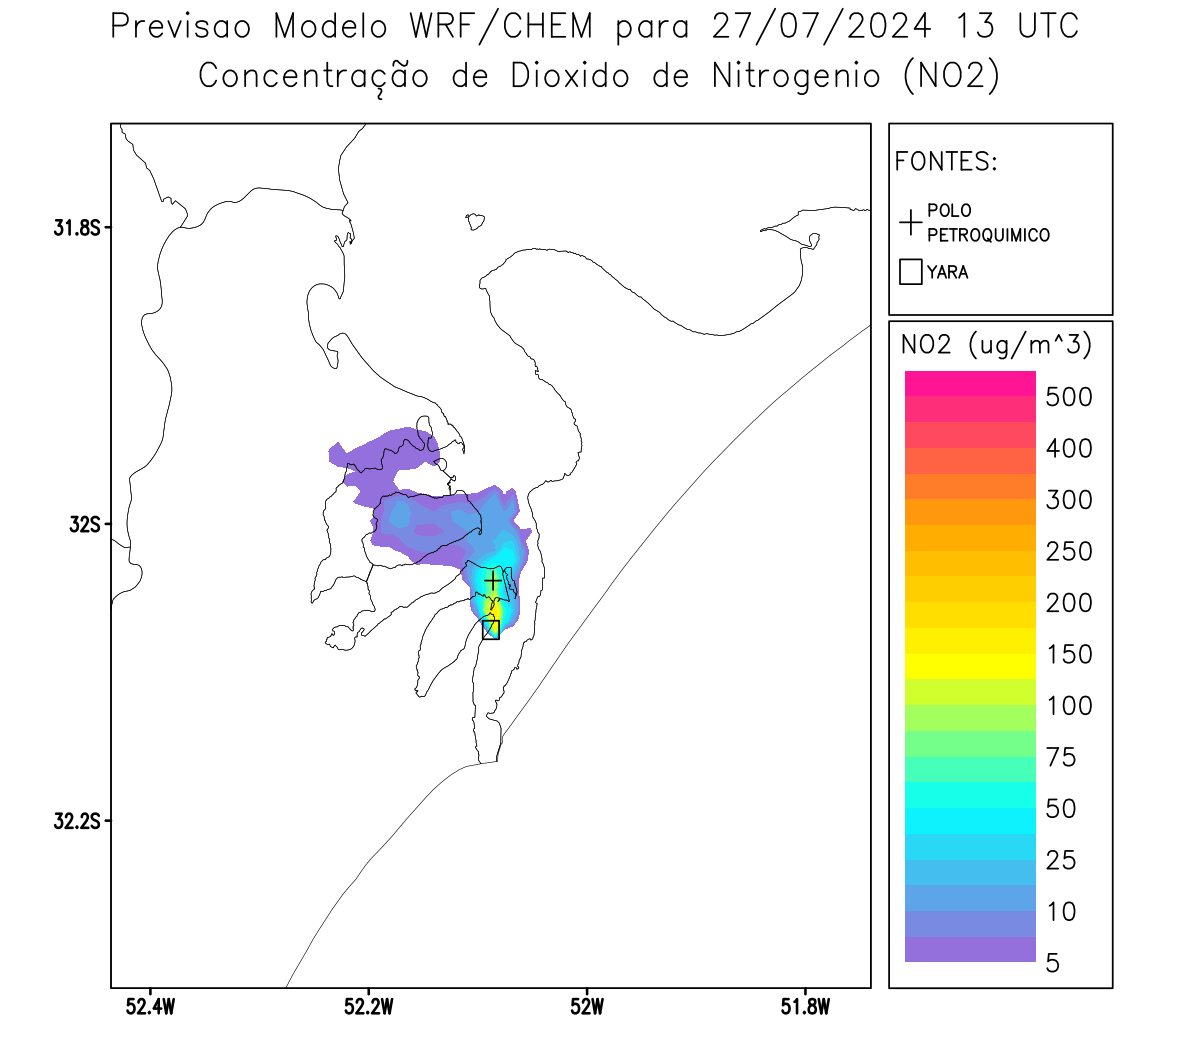 Previsao Modelo WRF/CHEM para 27/07/2024 13 UTC
Concentração de Dioxido de Nitrogenio (NO2)
FONTES:
POLO
PETROQUIMICO
YARA
31.8S
32S
32.2S
52.4W
52.2W
52W
51.8W
NO2 (ug/m^3)
500
400
300
250
200
150
100
75
50
25
10
5